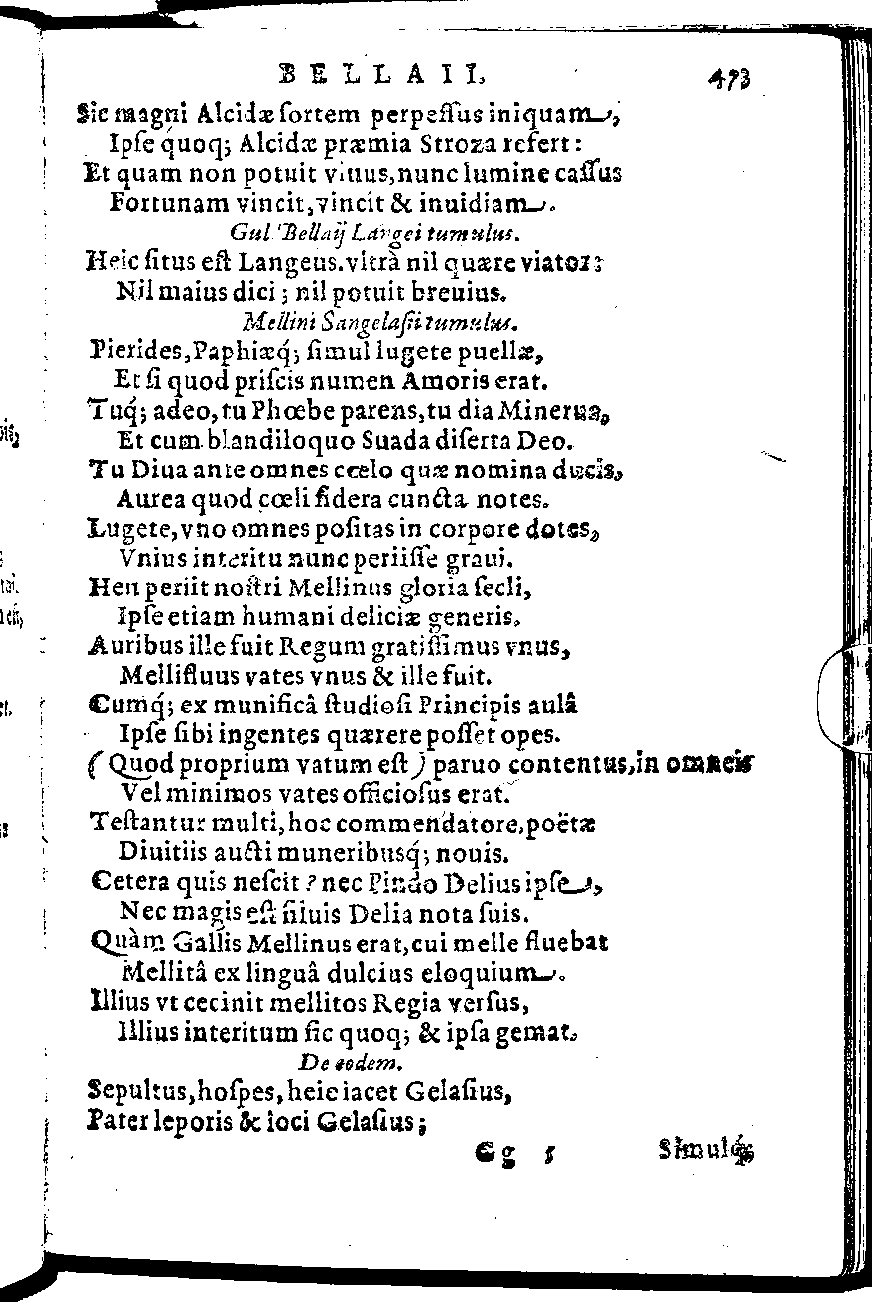 BELLAII. 473
Sic magni Alcidæ ſortem perpeſſus iniquam,
Ipſe quoq; Alcidæ præmia Stroza refert:
Et quam non potuit viuus, nunc lumine caſſus
Fortunam vincit, vincit & inuidiam.
Gul. Bellaij Langei tumulus.
Heic ſitus eſt Langeus. vltrà nil quære viator:
Nil maius dici; nil potuit breuius.
Mellini Sangelaſii tumulus.
Pierides, Paphiæq́; ſimul lugete puellæ,
Et ſi quod priſcis numen Amoris erat.
Tuq́; adeo, tu Phœbe parens, tu dia Minerua,
Et cum blandiloquo Suada diſerta Deo.
Tu Diua ante omnes cœlo quæ nomina ducis,
Aurea quod cœli ſidera cuncta notes.
Lugete, vno omnes poſitas in corpore dotes,
Vnius interitu nunc periiſſe graui.
Heu periit noſtri Mellinus gloria ſecli,
Ipſe etiam humani deliciæ generis.
Auribus ille fuit Regum gratiſſimus vnus,
Mellifluus vates vnus & ille fuit.
Cumq́; ex munificâ ſtudioſi Principis aulâ
Ipſe ſibi ingentes quærere poſſet opes.
(Quod proprium vatum eſt) paruo contentus, in omneis
Vel minimos vates officioſus erat.
Teſtantur multi, hoc commendatore, poëtæ
Diuitiis aucti muneribusq́; nouis.
Cetera quis neſcit? nec Pindo Delius ipſe,
Nec magis eſt ſiluis Delia nota ſuis.
Quàm Gallis Mellinus erat, cui melle fluebat
Mellitâ ex linguâ dulcius eloquium.
Illius vt cecinit mellitos Regia verſus,
Illius interitum ſic quoq; & ipſa gemat.
De eodem.
Sepultus, hoſpes, heic iacet Gelaſius,
Pater leporis & ioci Gelaſius;
Gg 5 Simulq́;